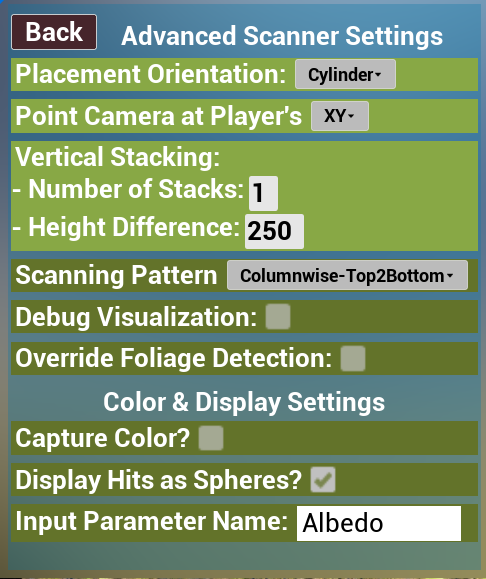 Back
Advanced Scanner Settings
Placement Orientation: Cylinder
Point Camera at Player's XY
Vertical Stacking:
- Number of Stacks: 1
- Height Difference: 250
Scanning Pattern Columnwise-Top2Bottom
Debug Visualization:
Override Foliage Detection:
Color & Display Settings
Capture Color?
Display Hits as Spheres?
Input Parameter Name: Albedo